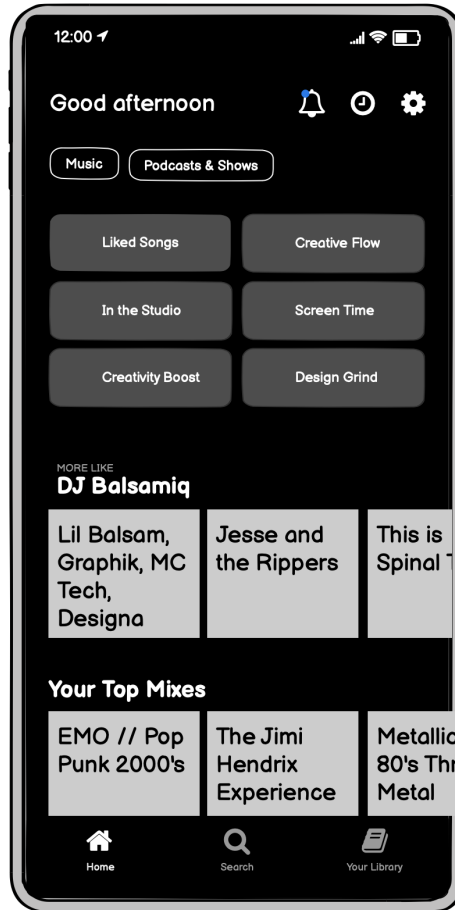 12:00
Good afternoon
Music
Podcasts & Shows
Liked Songs
Creative Flow
In the Studio
Screen Time
Creativity Boost
Design Grind
MORE LIKE
DJ Balsamiq
Lil Balsam,
Graphik, MC
Tech,
Designa
Jesse and
the Rippers
This is
Spinal
Your Top Mixes
EMO // Pop
Punk 2000's
The Jimi
Hendrix
Experience
80's
Metal
Home
Search
Your Library